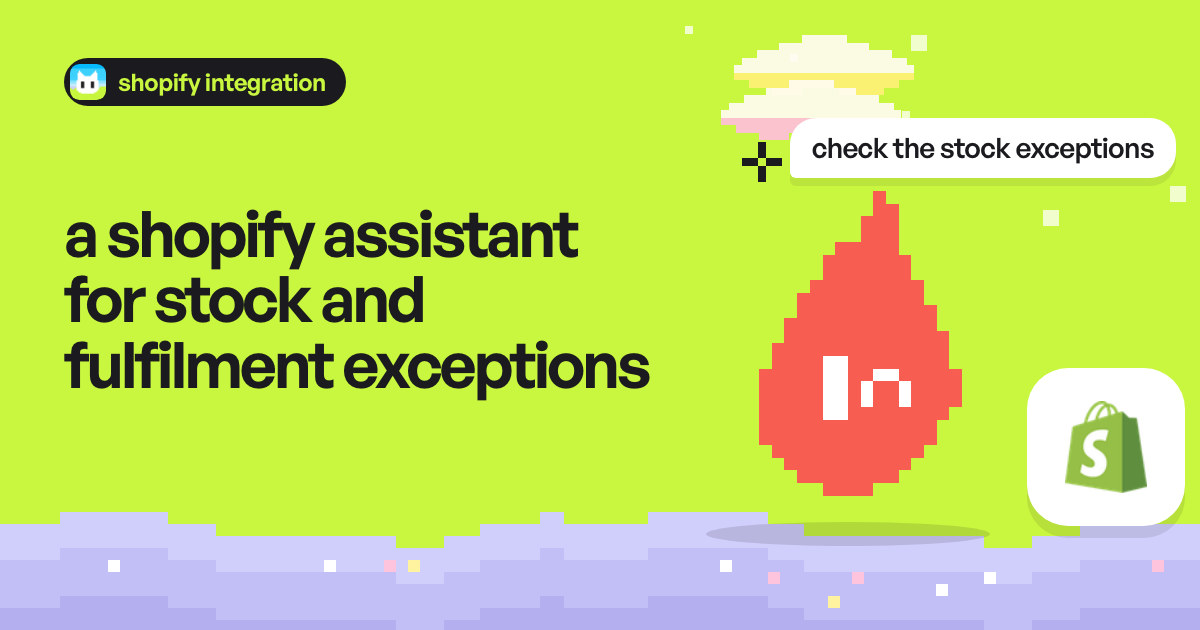 shopify integration
check the stock exceptions
a shopify assistant
for stock and
fulfilment exceptions
S